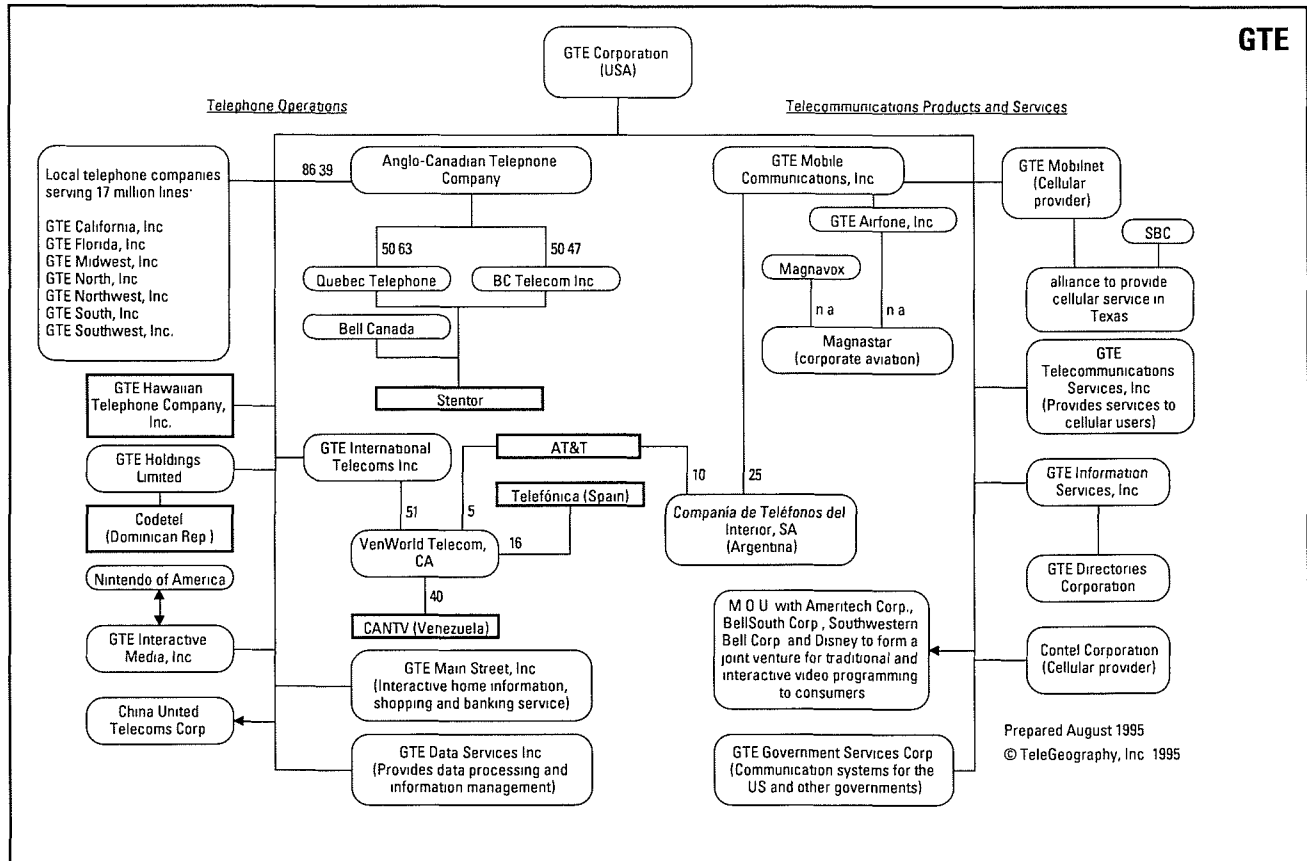 GTE
GTE Corporation
(USA)
Telephone Operations
Telecommunications Products and Services
Local telephone companies
serving 17 million lines:
GTE California, Inc
GTE Florida, Inc
GTE Midwest, Inc
GTE North, Inc
GTE Northwest, Inc
GTE South, Inc
GTE Southwest, Inc.
86 39
Anglo-Canadian Telephone
Company
50 63
50 47
Quebec Telephone
BC Telecom Inc
Bell Canada
Stentor
GTE Mobile
Communications, Inc
GTE Airfone, Inc
Magnavox
n a
n a
Magnastar
(corporate aviation)
GTE Mobilnet
(Cellular
provider)
SBC
alliance to provide
cellular service in
Texas
GTE
Telecommunications
Services, Inc
(Provides services to
cellular users)
GTE Hawaiian
Telephone Company,
Inc.
GTE Holdings
Limited
Codetel
(Dominican Rep )
GTE International
Telecoms Inc
AT&T
Telefónica (Spain)
51
5
16
10
25
VenWorld Telecom,
CA
40
CANTV (Venezuela)
Compañía de Teléfonos del
Interior, SA
(Argentina)
GTE Information
Services, Inc
GTE Directories
Corporation
Nintendo of America
GTE Interactive
Media, Inc
China United
Telecoms Corp
GTE Main Street, Inc
(Interactive home information,
shopping and banking service)
GTE Data Services Inc
(Provides data processing and
information management)
M O U with Ameritech Corp.,
BellSouth Corp , Southwestern
Bell Corp and Disney to form a
joint venture for traditional and
interactive video programming
to consumers
Contel Corporation
(Cellular provider)
GTE Government Services Corp
(Communication systems for the
US and other governments)
Prepared August 1995
© TeleGeography, Inc 1995